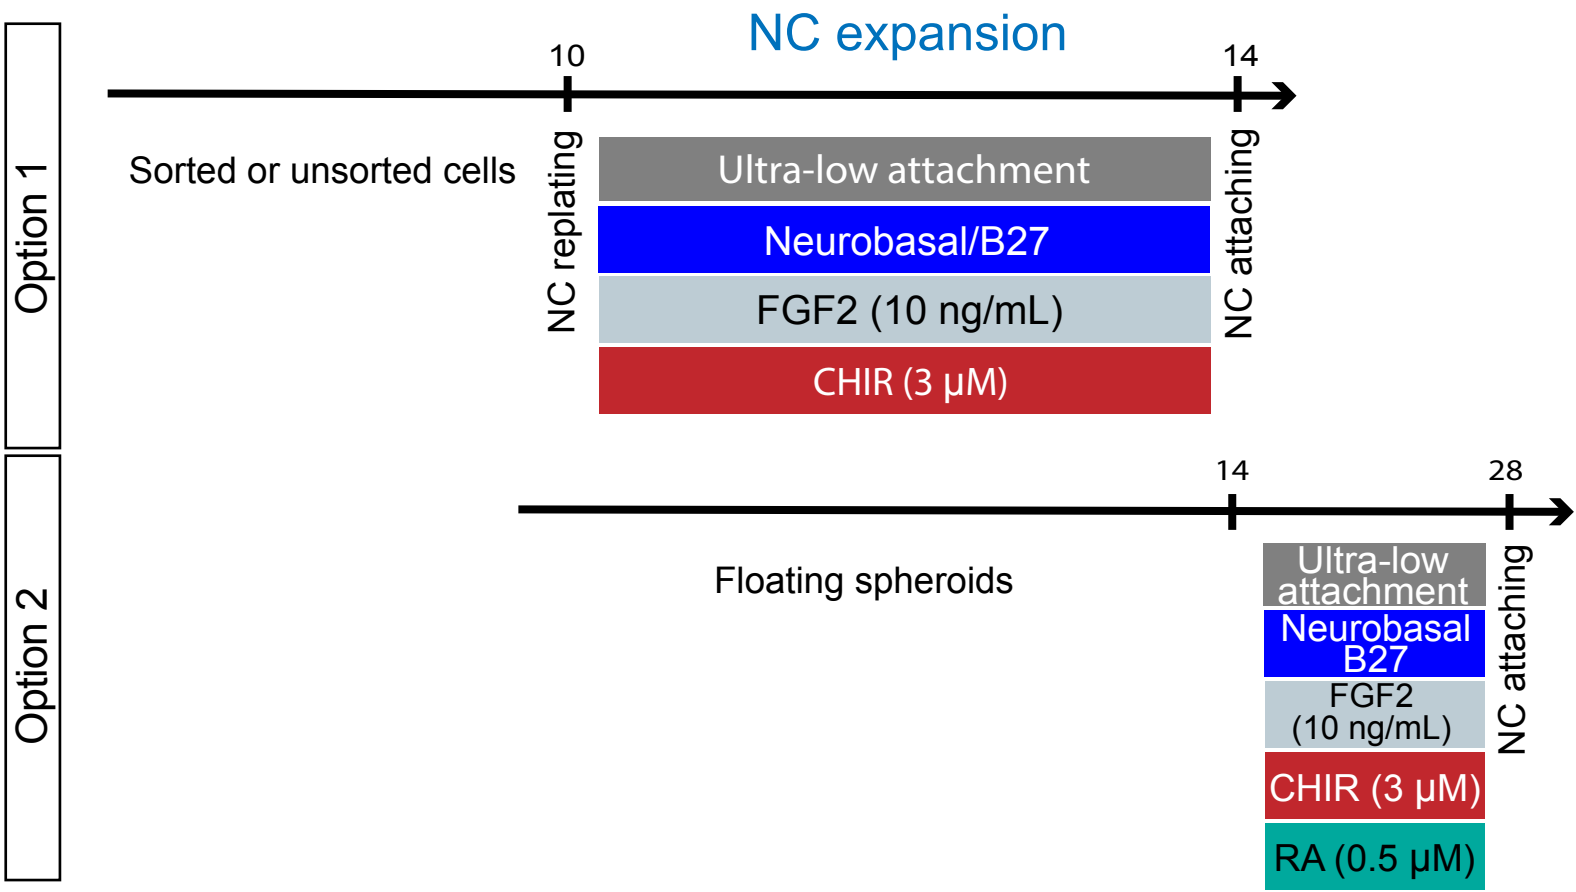 NC expansion
Option 1
10
14
Sorted or unsorted cells
NC replating
Ultra-low attachment
Neurobasal/B27
FGF2 (10 ng/mL)
CHIR (3 μM)
NC attaching
Option 2
14
28
Floating spheroids
Ultra-low
attachment
Neurobasal
B27
FGF2
(10 ng/mL)
CHIR (3 μM)
RA (0.5 μM)
NC attaching